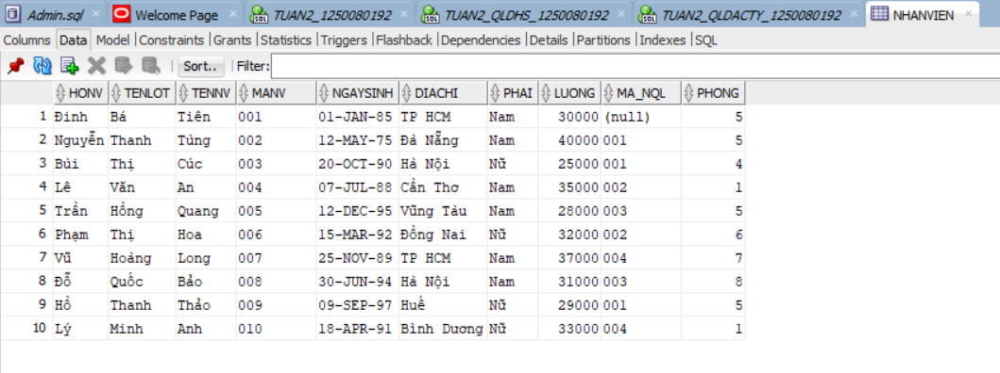 Admin.sql Welcome Page TUAN2_1250080192 TUAN2_QLDHS_1250080192 TUAN2_QLDACTY_1250080192 NHANVIEN
Columns Data Model Constraints Grants Statistics Triggers Flashback Dependencies Details Partitions Indexes SQL
Sort.. Filter:
HONV TENLOT TENNV MANV NGAYSINH DIACHI PHAI LUONG MA_NQL PHONG
1 Đinh Bá Tiên 001 01-JAN-85 TP HCM Nam 30000 (null) 5
2 Nguyễn Thanh Tùng 002 12-MAY-75 Đà Nẵng Nam 40000 001 5
3 Bùi Thị Cúc 003 20-OCT-90 Hà Nội Nữ 25000 001 4
4 Lê Văn An 004 07-JUL-88 Cần Thơ Nam 35000 002 1
5 Trần Hồng Quang 005 12-DEC-95 Vũng Tàu Nam 28000 003 5
6 Phạm Thị Hoa 006 15-MAR-92 Đồng Nai Nữ 32000 002 6
7 Vũ Hoàng Long 007 25-NOV-89 TP HCM Nam 37000 004 7
8 Đỗ Quốc Bảo 008 30-JUN-94 Hà Nội Nam 31000 003 8
9 Hồ Thanh Thảo 009 09-SEP-97 Huế Nữ 29000 001 5
10 Lý Minh Anh 010 18-APR-91 Bình Dương Nữ 33000 004 1